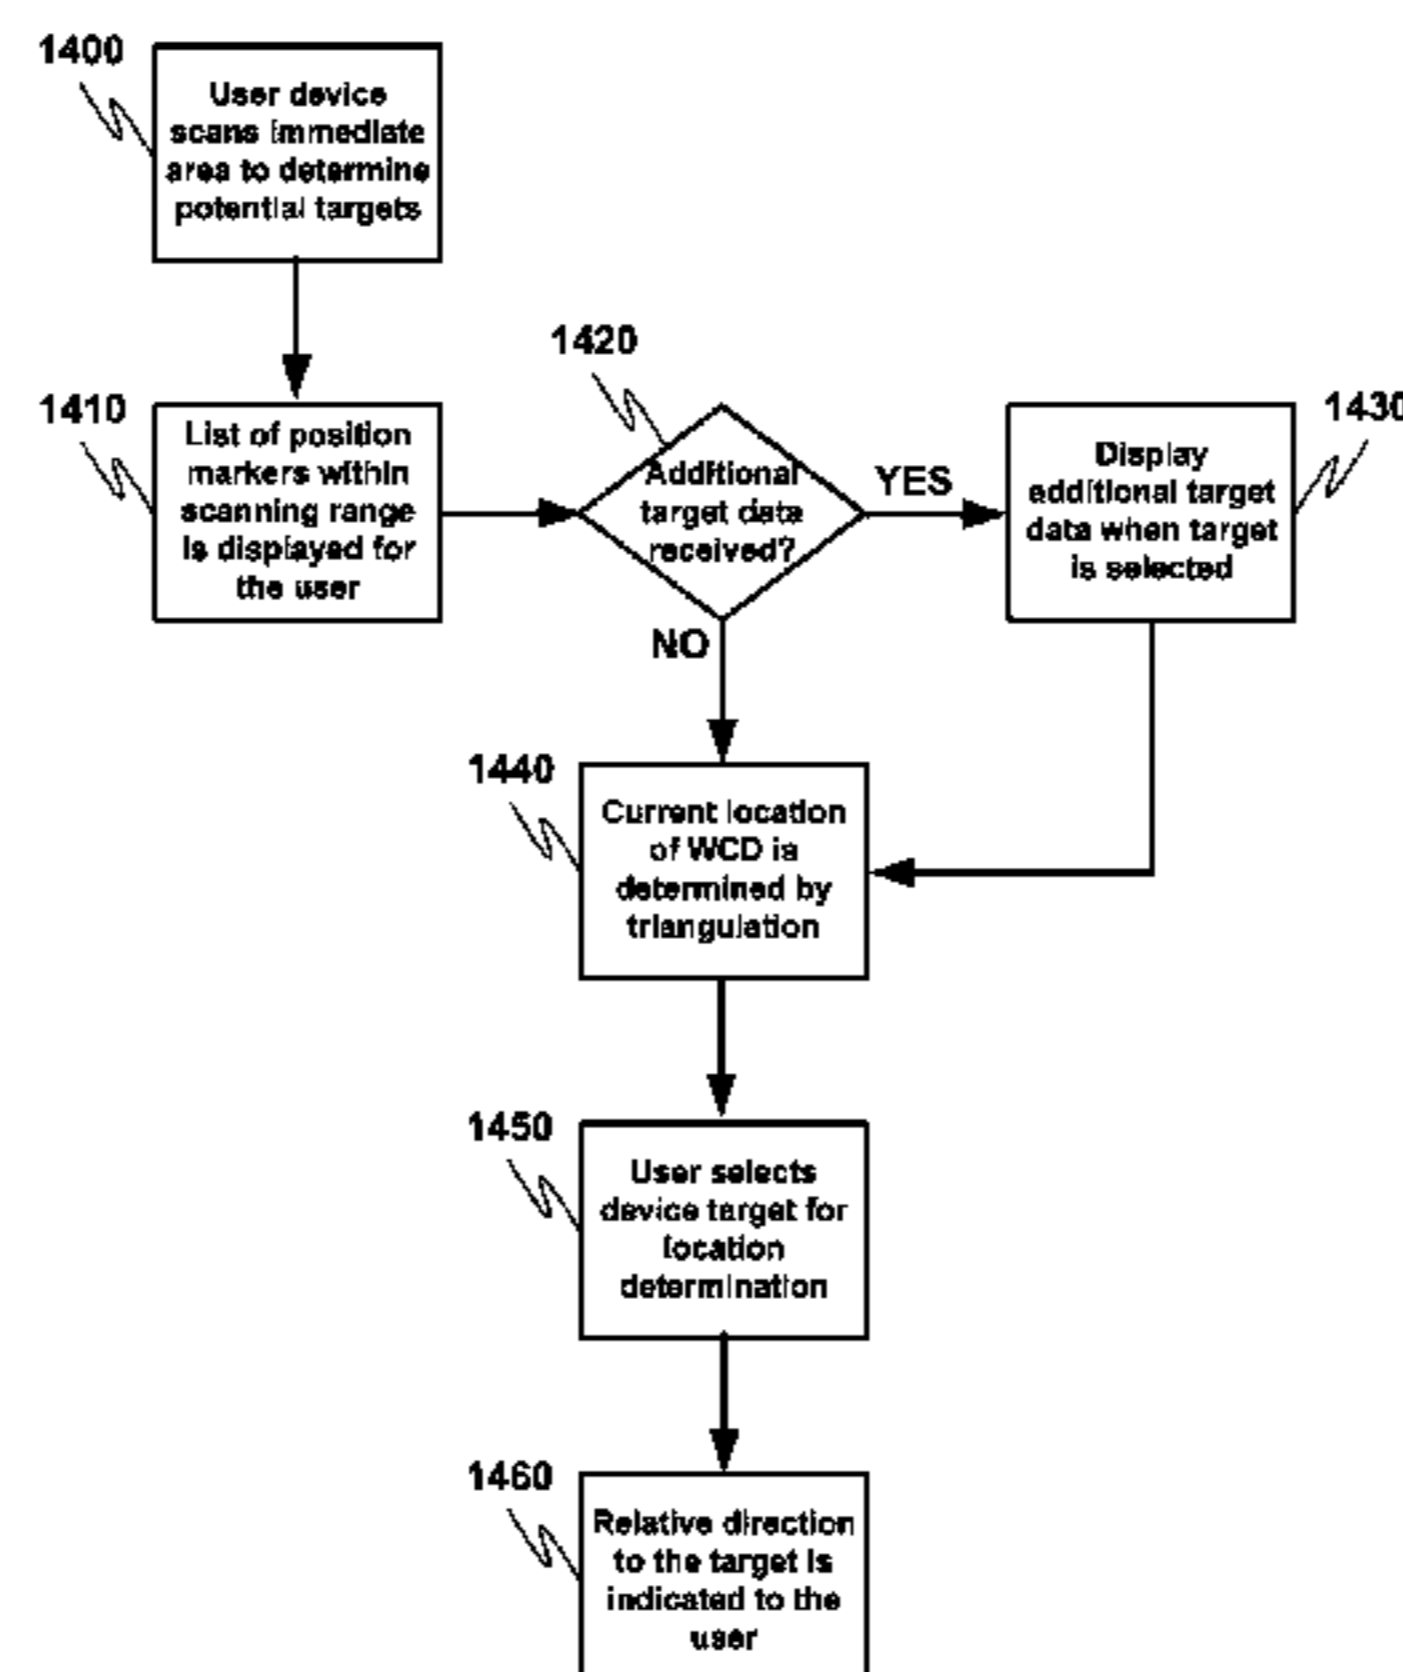 1400
User device
scans immediate
area to determine
potential targets
1410
List of position
markers within
scanning range
is displayed for
the user
1420
Additional
target data
received?
YES
NO
1430
Display
additional target
data when target
is selected
1440
Current location
of WCD is
determined by
triangulation
1450
User selects
device target for
location
determination
1460
Relative direction
to the target is
indicated to the
user